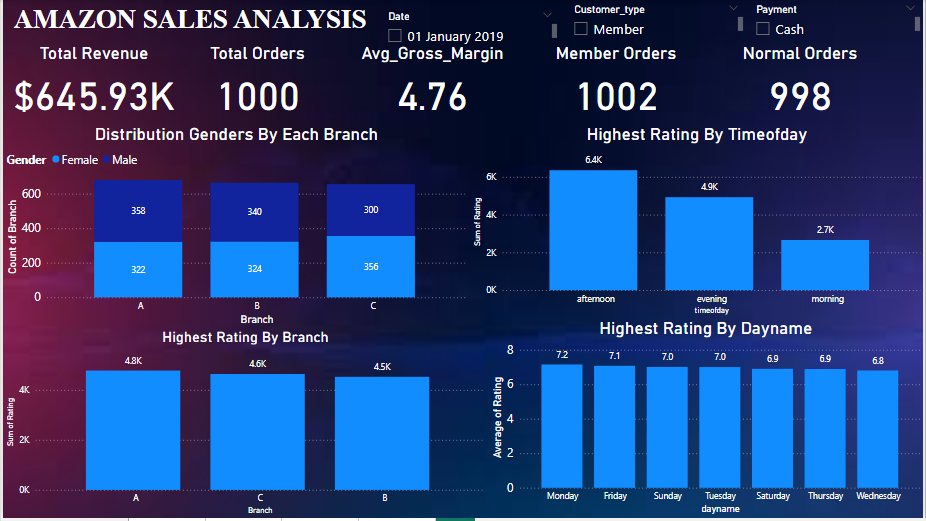 AMAZON SALES ANALYSIS
Date
01 January 2019
Customer_type
Member
Payment
Cash
Total Revenue
$645.93K
Total Orders
1000
Avg_Gross_Margin
4.76
Member Orders
1002
Normal Orders
998
Distribution Genders By Each Branch
Gender Female Male
Count of Branch
600
400
200
0
358
322
340
324
300
356
A B C
Branch
Highest Rating By Timeofday
Sum of Rating
6K
4K
2K
0K
6.4K
4.9K
2.7K
afternoon evening morning
timeofday
Highest Rating By Branch
Sum of Rating
4K
2K
0K
4.8K
4.6K
4.5K
A C B
Branch
Highest Rating By Dayname
Average of Rating
8
6
4
2
0
7.2 7.1 7.0 7.0 6.9 6.9 6.8
Monday Friday Sunday Tuesday Saturday Thursday Wednesday
dayname